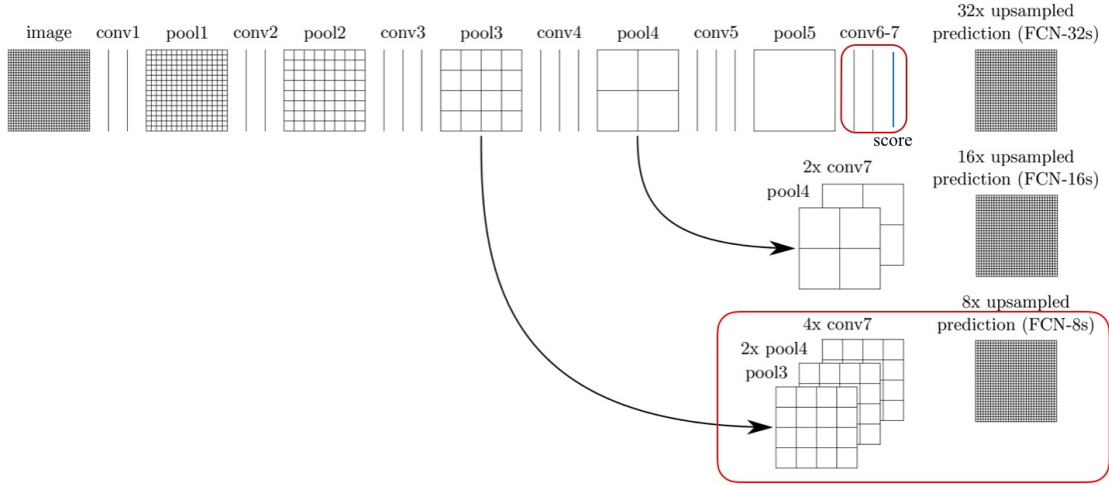 image conv1 pool1 conv2 pool2 conv3 pool3 conv4 pool4 conv5 pool5 conv6-7
32x upsampled
prediction (FCN-32s)
score
2x conv7
pool4
16x upsampled
prediction (FCN-16s)
4x conv7
2x pool4
pool3
8x upsampled
prediction (FCN-8s)